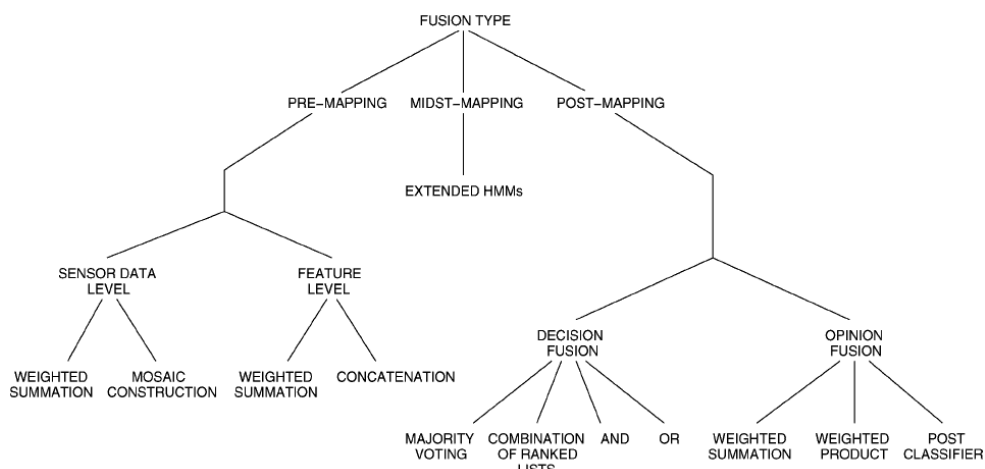 FUSION TYPE
PRE-MAPPING MIDST-MAPPING POST-MAPPING
EXTENDED HMMs
SENSOR DATA
LEVEL
FEATURE
LEVEL
DECISION
FUSION
OPINION
FUSION
WEIGHTED
SUMMATION
MOSAIC
CONSTRUCTION
WEIGHTED
SUMMATION
CONCATENATION
MAJORITY
VOTING
COMBINATION
OF RANKED
LISTS
AND
OR
WEIGHTED
SUMMATION
WEIGHTED
PRODUCT
POST
CLASSIFIER